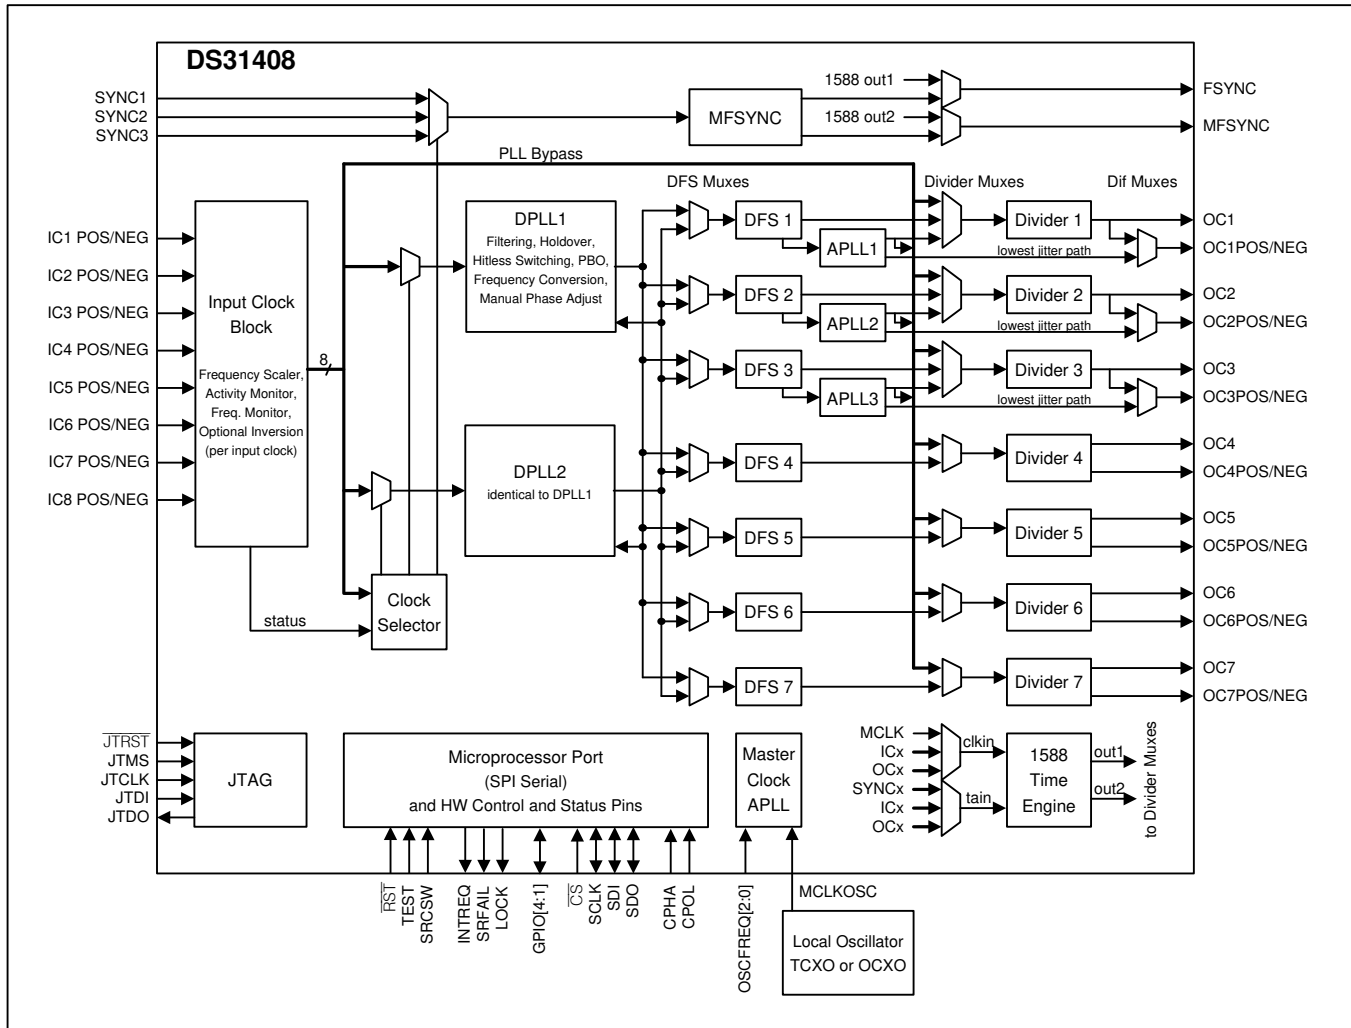 DS31408
SYNC1
SYNC2
SYNC3
1588 out1
1588 out2
MFSYNC
FSYNC
MFSYNC
PLL Bypass
DFS Muxes
Divider Muxes
Dif Muxes
IC1 POS/NEG
IC2 POS/NEG
IC3 POS/NEG
IC4 POS/NEG
IC5 POS/NEG
IC6 POS/NEG
IC7 POS/NEG
IC8 POS/NEG
Input Clock
Block
Frequency Scaler,
Activity Monitor,
Freq. Monitor,
Optional Inversion
(per input clock)
8
status
Clock
Selector
DPLL1
Filtering, Holdover,
Hitless Switching, PBO,
Frequency Conversion,
Manual Phase Adjust
DPLL2
identical to DPLL1
DFS 1
APLL1
Divider 1
lowest jitter path
OC1
OC1POS/NEG
DFS 2
APLL2
Divider 2
lowest jitter path
OC2
OC2POS/NEG
DFS 3
APLL3
Divider 3
lowest jitter path
OC3
OC3POS/NEG
DFS 4
Divider 4
OC4
OC4POS/NEG
DFS 5
Divider 5
OC5
OC5POS/NEG
DFS 6
Divider 6
OC6
OC6POS/NEG
DFS 7
Divider 7
OC7
OC7POS/NEG
JTRST
JTMS
JTCLK
JTDI
JTDO
JTAG
Microprocessor Port
(SPI Serial)
and HW Control and Status Pins
Master
Clock
APLL
MCLK
ICx
OCx
SYNCx
ICx
OCx
clkin
tain
1588
Time
Engine
out1
out2
to Divider Muxes
RST
TEST
SRCSW
INTREQ
SRFAIL
LOCK
GPIO[4:1]
CS
SCLK
SDI
SDO
CPHA
CPOL
OSCFREQ[2:0]
MCLKOSC
Local Oscillator
TCXO or OCXO